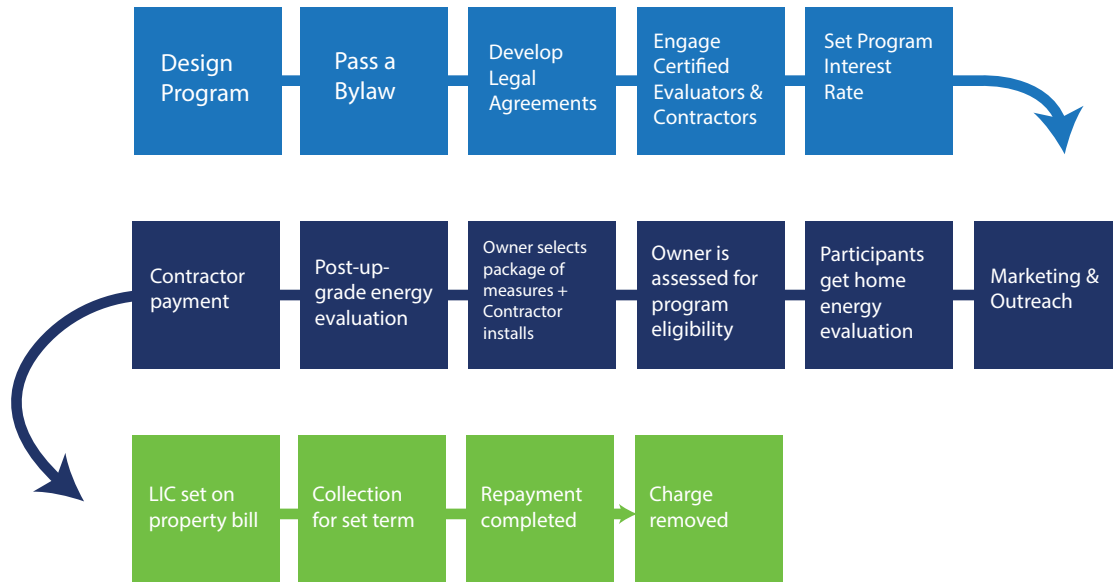 Design
Program
Pass a
Bylaw
Develop
Legal
Agreements
Engage
Certified
Evaluators &
Contractors
Set Program
Interest
Rate
Contractor
payment
Post-up-
grade energy
evaluation
Owner selects
package of
measures +
Contractor
installs
Owner is
assessed for
program
eligibility
Participants
get home
energy
evaluation
Marketing &
Outreach
LIC set on
property bill
Collection
for set term
Repayment
completed
Charge
removed